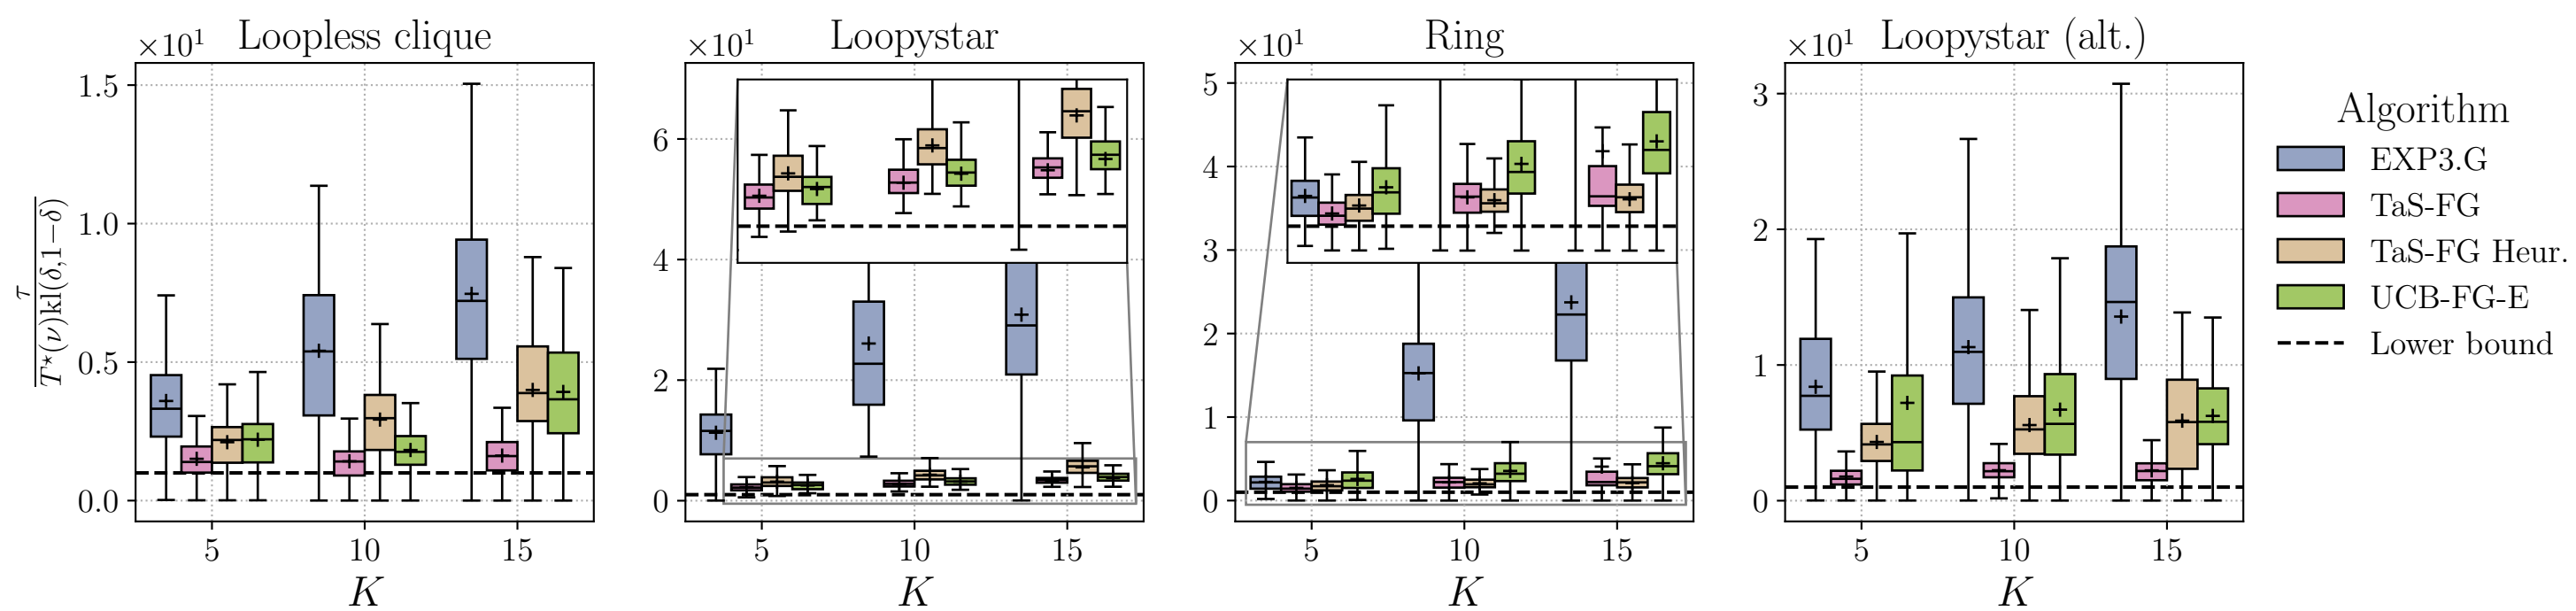 ×10¹ Loopless clique
1.5
1.0
0.5
0.0
τ
T⋆(ν)kl(δ,1−δ)
5 10 15
K
×10¹ Loopystar
6
4
2
0
5 10 15
K
×10¹ Ring
5
4
3
2
1
0
5 10 15
K
×10¹ Loopystar (alt.)
3
2
1
0
5 10 15
K
Algorithm
EXP3.G
TaS-FG
TaS-FG Heur.
UCB-FG-E
Lower bound